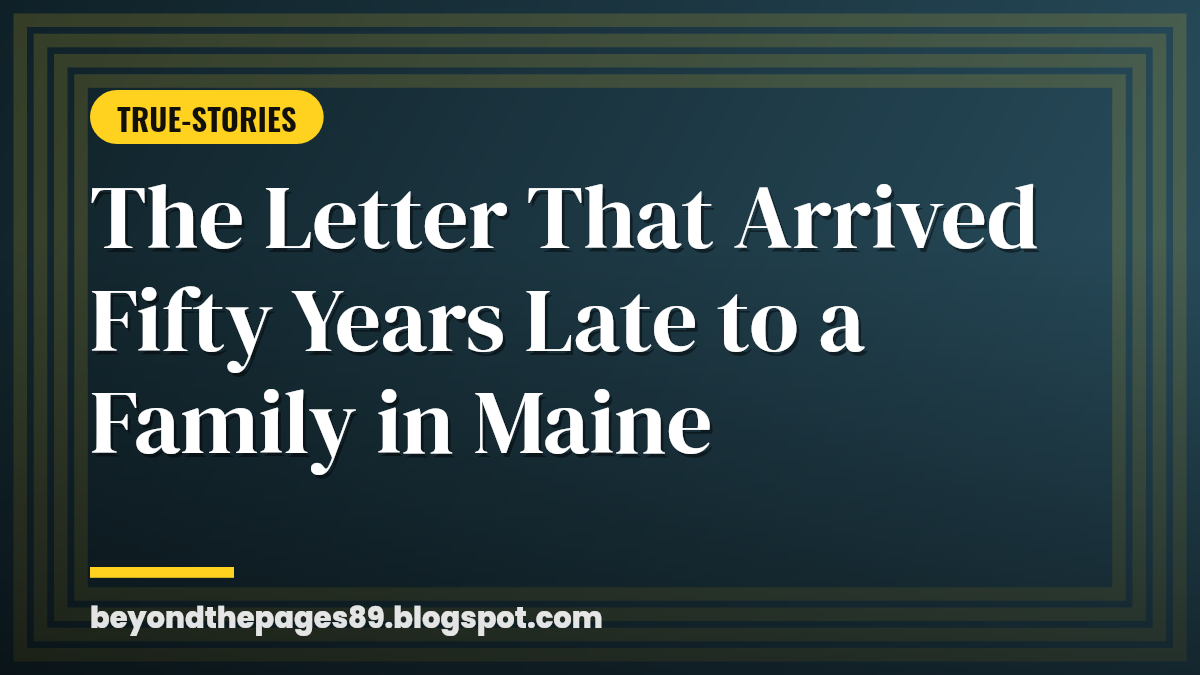 TRUE-STORIES
The Letter That Arrived
Fifty Years Late to a
Family in Maine
beyondthepages89.blogspot.com